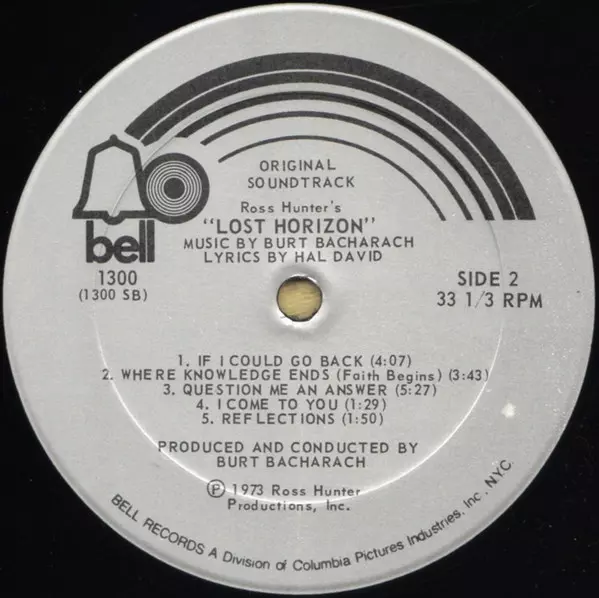 ORIGINAL
SOUNDTRACK
Ross Hunter's
"LOST HORIZON"
MUSIC BY BURT BACHARACH
LYRICS BY HAL DAVID
bell
1300
(1300 SB)
SIDE 2
33 1/3 RPM
1. IF I COULD GO BACK (4:07)
2. WHERE KNOWLEDGE ENDS (Faith Begins) (3:43)
3. QUESTION ME AN ANSWER (5:27)
4. I COME TO YOU (1:29)
5. REFLECTIONS (1:50)
PRODUCED AND CONDUCTED BY
BURT BACHARACH
Ⓟ 1973 Ross Hunter
Productions, Inc.
BELL RECORDS A Division of Columbia Pictures Industries, Inc., N.Y.C.